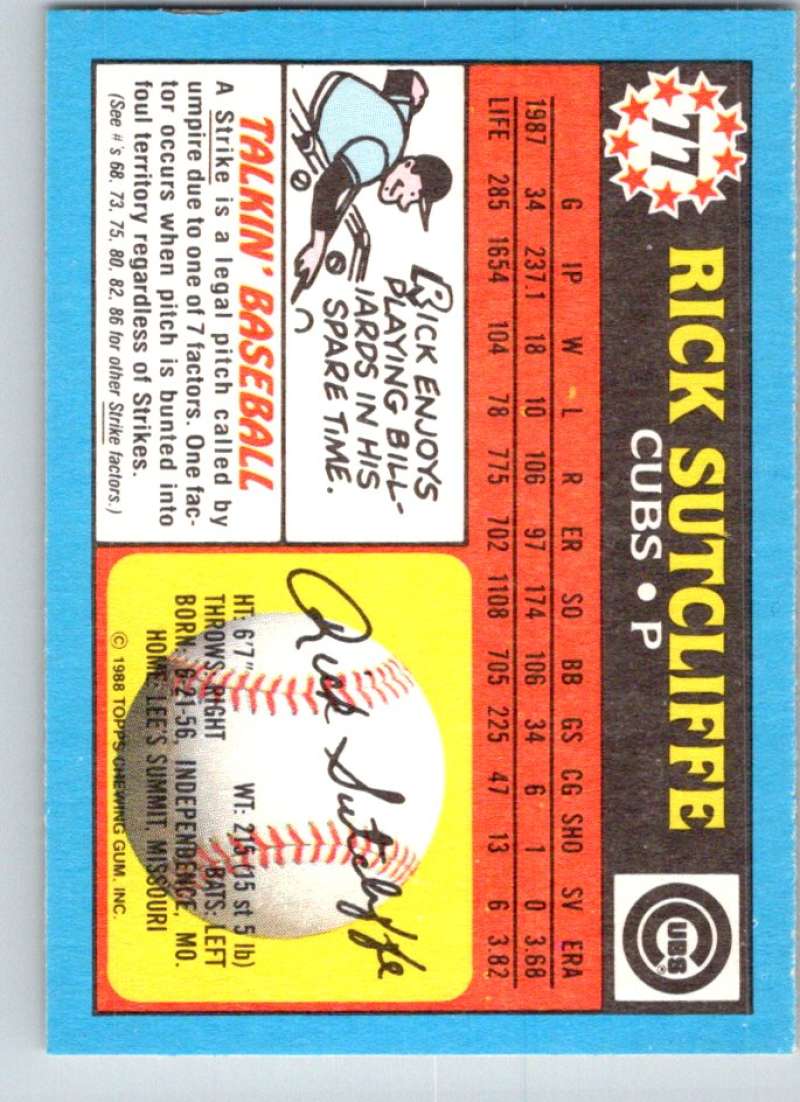 77
RICK SUTCLIFFE
CUBS • P
CUBS®
G IP W L R ER SO BB GS CG SHO SV ERA
1987 34 237.1 18 10 106 97 174 106 34 6 1 0 3.68
LIFE 285 1654 104 78 775 702 1108 705 225 47 13 6 3.82
RICK ENJOYS
PLAYING BILL-
IARDS IN HIS
SPARE TIME.
TALKIN' BASEBALL
A Strike is a legal pitch called by
umpire due to one of 7 factors. One fac-
tor occurs when pitch is bunted into
foul territory regardless of Strikes.
(See #'s 68, 73, 75, 80, 82, 86 for other Strike factors.)
Rick Sutcliffe
HT: 6'7" WT: 215 (15 st 5 lb)
THROWS: RIGHT BATS: LEFT
BORN: 6-21-56, INDEPENDENCE, MO.
HOME: LEE'S SUMMIT, MISSOURI
© 1988 TOPPS CHEWING GUM, INC.